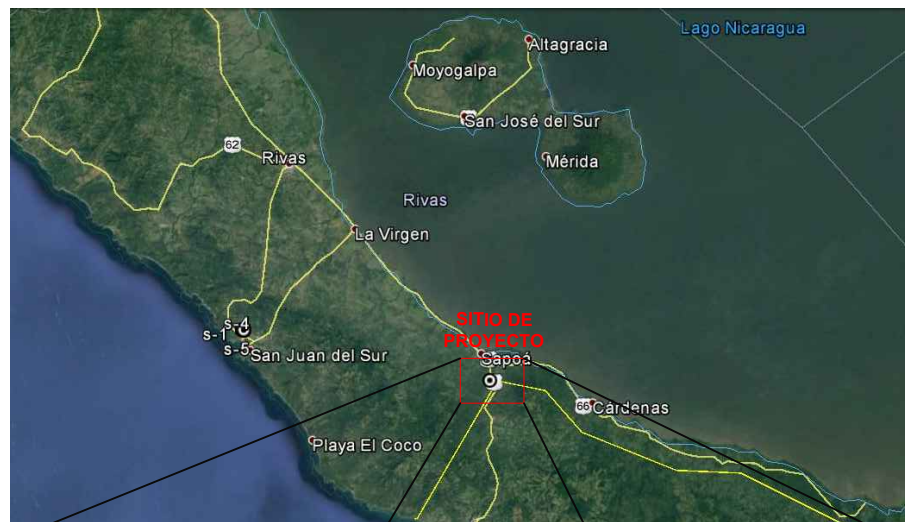 Lago Nicaragua
Altagracia
Moyogalpa
San José del Sur
62
Rivas
Mérida
Rivas
La Virgen
SITIO DE
PROYECTO
s-4
s-1
s-5
San Juan del Sur
Sapoá
66
Cárdenas
Playa El Coco